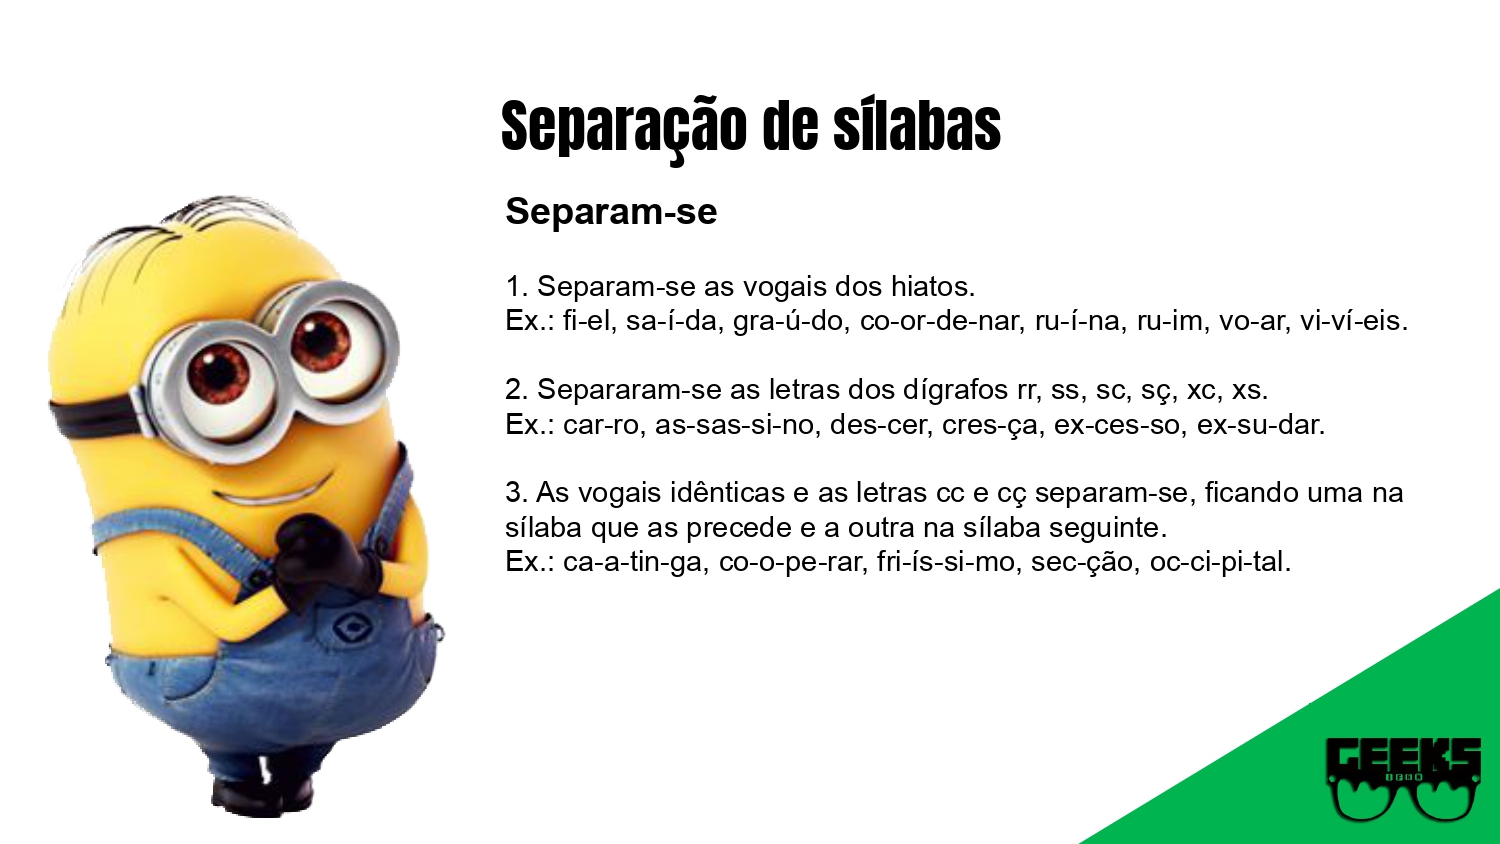 Separação de sílabas
Separam-se
1. Separam-se as vogais dos hiatos.
Ex.: fi-el, sa-í-da, gra-ú-do, co-or-de-nar, ru-í-na, ru-im, vo-ar, vi-ví-eis.
2. Separaram-se as letras dos dígrafos rr, ss, sc, sç, xc, xs.
Ex.: car-ro, as-sas-si-no, des-cer, cres-ça, ex-ces-so, ex-su-dar.
3. As vogais idênticas e as letras cc e cç separam-se, ficando uma na
sílaba que as precede e a outra na sílaba seguinte.
Ex.: ca-a-tin-ga, co-o-pe-rar, fri-ís-si-mo, sec-ção, oc-ci-pi-tal.
GEEKS